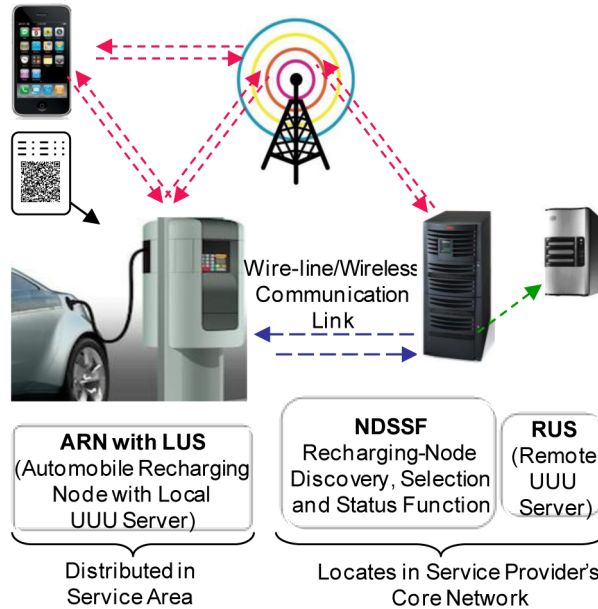 Wire-line/Wireless
Communication
Link
ARN with LUS
(Automobile Recharging
Node with Local
UUU Server)
NDSSF
Recharging-Node
Discovery, Selection
and Status Function
RUS
(Remote
UUU
Server)
Distributed in
Service Area
Locates in Service Provider's
Core Network